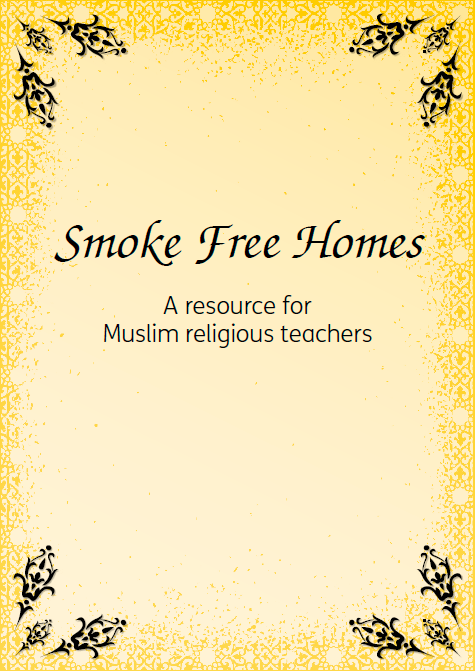 Smoke Free Homes
A resource for
Muslim religious teachers